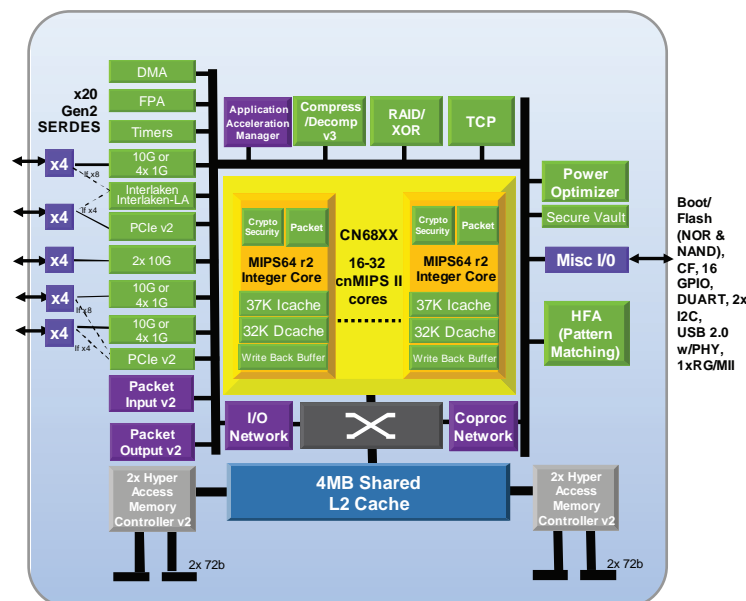 x20
Gen2
SERDES
DMA
FPA
Timers
10G or
4x 1G
Interlaken
Interlaken-LA
PCIe v2
2x 10G
10G or
4x 1G
10G or
4x 1G
PCIe v2
Packet
Input v2
Packet
Output v2
x4
If x8
If x4
x4
x4
x4
If x8
x4
If x4
Application
Acceleration
Manager
Compress
/Decomp
v3
RAID/
XOR
TCP
Crypto
Security
Packet
MIPS64 r2
Integer Core
37K Icache
32K Dcache
Write Back Buffer
CN68XX
16-32
cnMIPS II
cores
Crypto
Security
Packet
MIPS64 r2
Integer Core
37K Icache
32K Dcache
Write Back Buffer
Power
Optimizer
Secure Vault
Misc I/0
HFA
(Pattern
Matching)
Boot/
Flash
(NOR &
NAND),
CF, 16
GPIO,
DUART, 2x
I2C,
USB 2.0
w/PHY,
1xRG/MII
I/O
Network
Coproc
Network
4MB Shared
L2 Cache
2x Hyper
Access
Memory
Controller v2
2x 72b
2x Hyper
Access
Memory
Controller v2
2x 72b